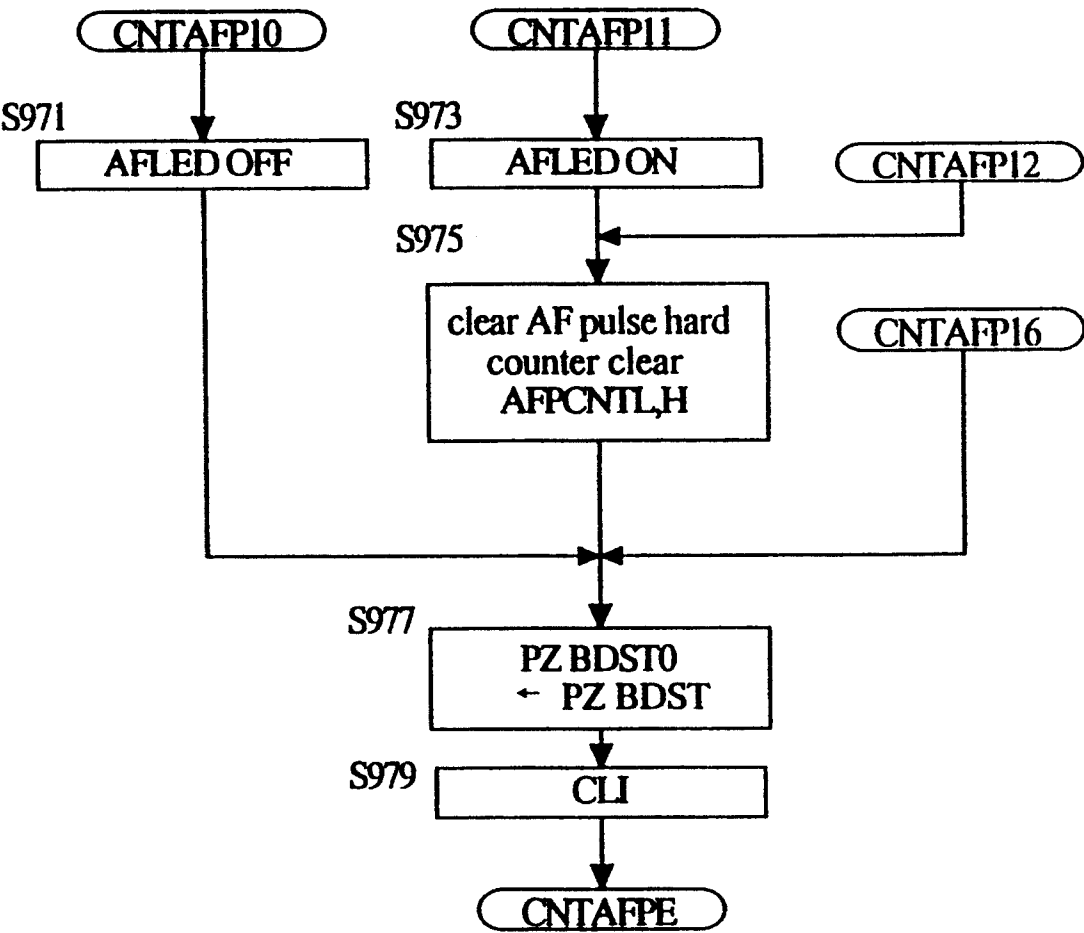 CNTAFP10
CNTAFP11
S971
AFLED OFF
S973
AFLED ON
CNTAFP12
S975
clear AF pulse hard
counter clear
AFPCNTL,H
CNTAFP16
S977
PZ BDST0
← PZ BDST
S979
CLI
CNTAFPE